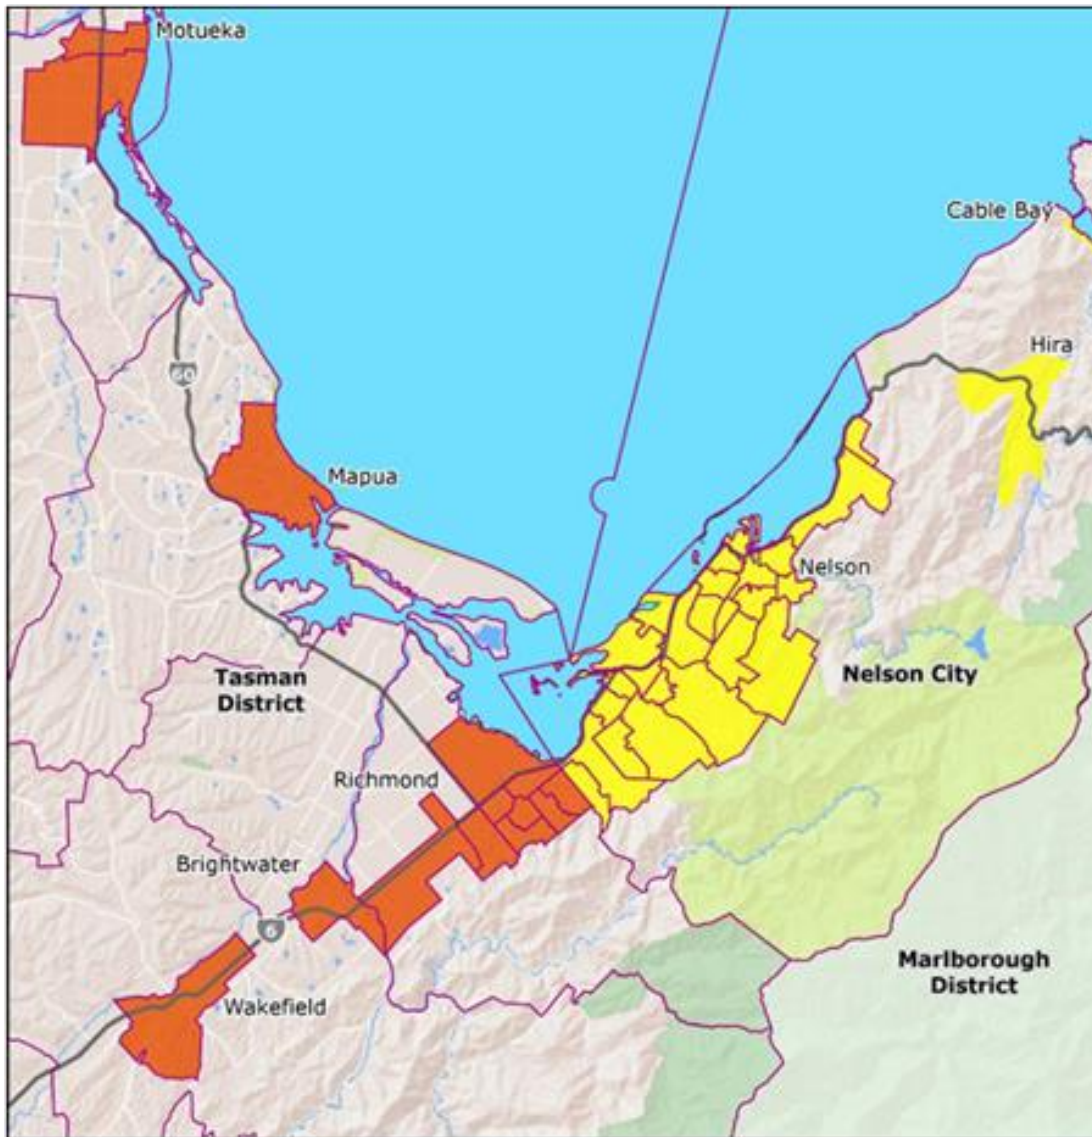 Motueka
Cable Bay
Hira
60
Mapua
Nelson
Tasman
District
Nelson City
Richmond
Brightwater
6
Marlborough
District
Wakefield